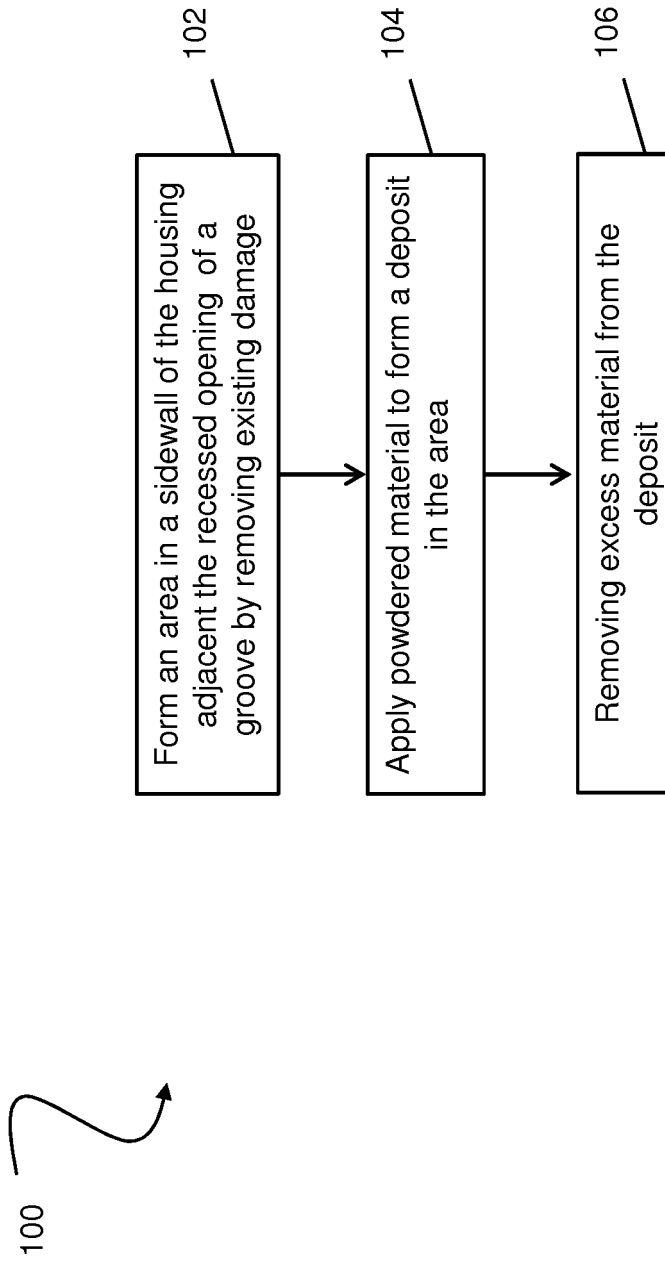 100
Form an area in a sidewall of the housing
adjacent the recessed opening of a
groove by removing existing damage
102
Apply powdered material to form a deposit
in the area
104
Removing excess material from the
deposit
106